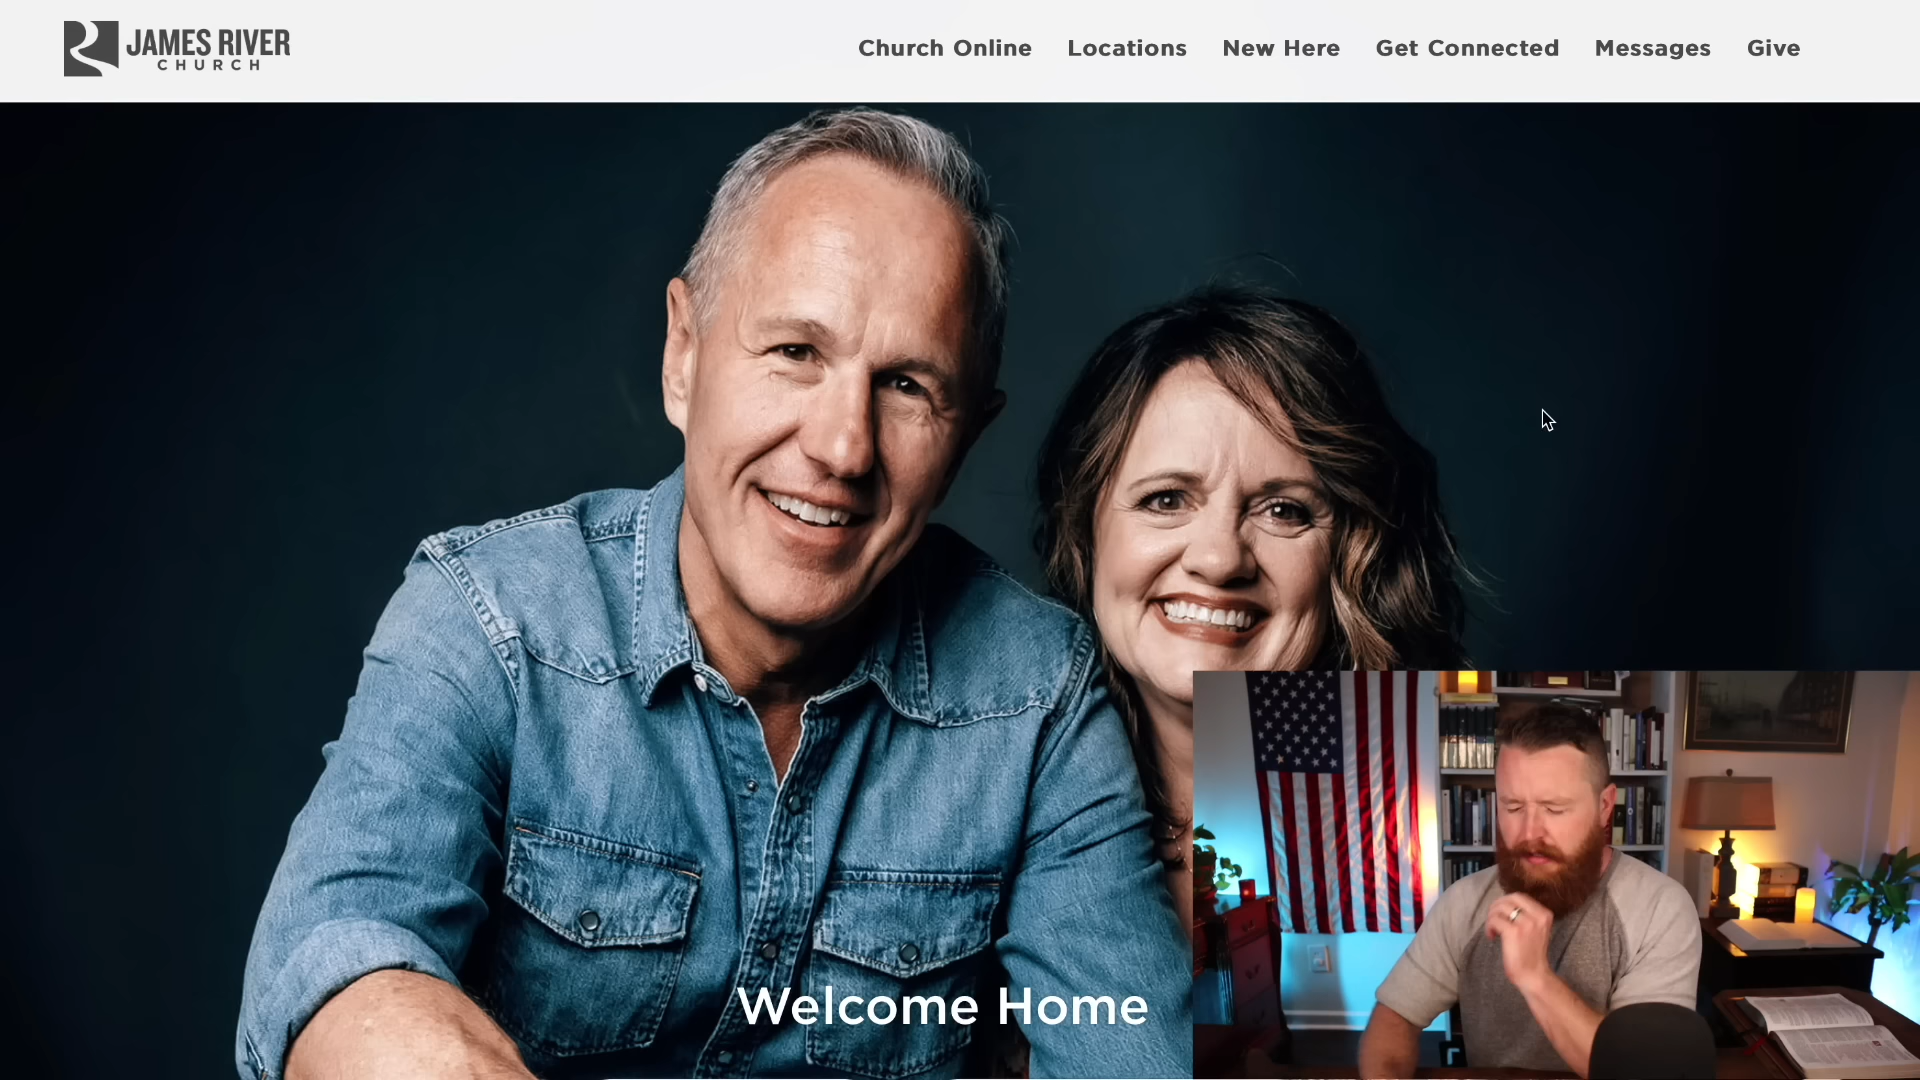 JAMES RIVER
CHURCH
Church Online
Locations
New Here
Get Connected
Messages
Give
Welcome Home